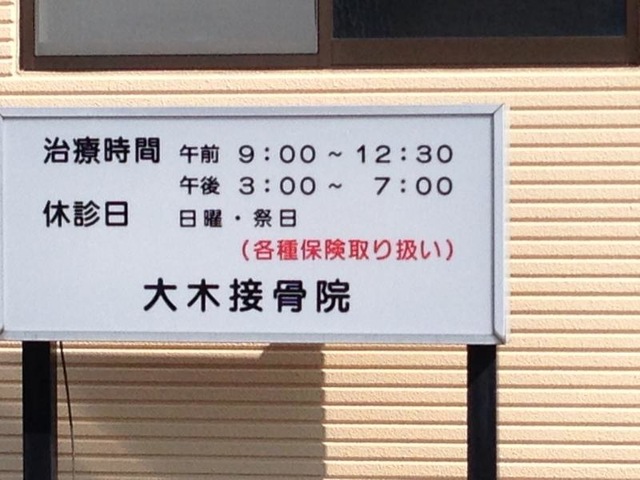 治療時間 午前 9：00～12：30
午後 3：00～ 7：00
休診日 日曜・祭日
（各種保険取り扱い）
大木接骨院